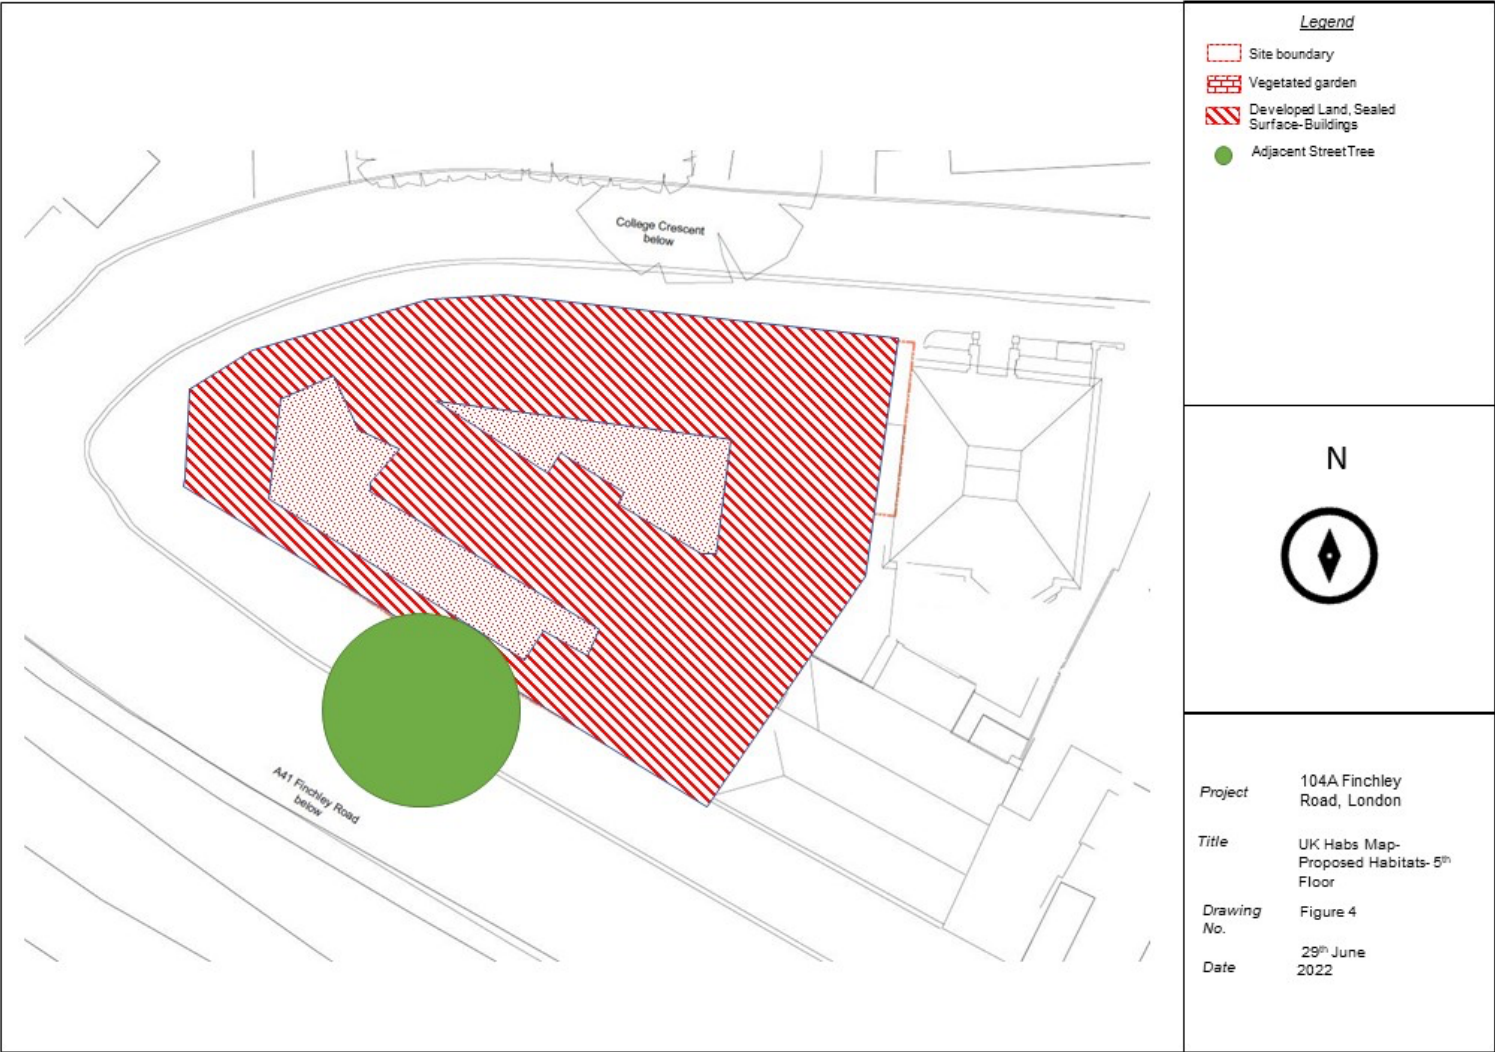 Legend
Site boundary
Vegetated garden
Developed Land, Sealed
Surface-Buildings
Adjacent Street Tree
College Crescent
below
A41 Finchley Road
below
N
Project
104A Finchley
Road, London
Title
UK Habs Map-
Proposed Habitats- 5th
Floor
Drawing
No.
Figure 4
Date
29th June
2022